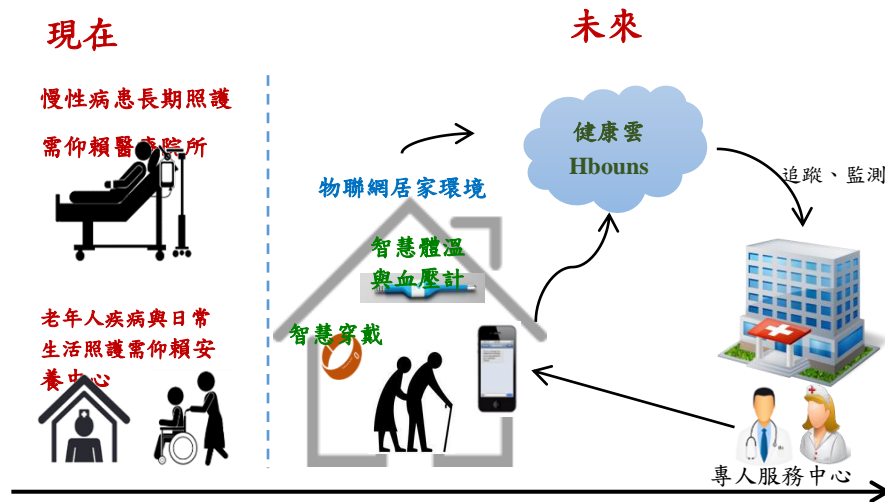 現在
未來
慢性病患長期照護
需仰賴醫療院所
老年人疾病與日常
生活照護需仰賴安
養中心
物聯網居家環境
智慧體溫
與血壓計
智慧穿戴
健康雲
Hbouns
追蹤、監測
專人服務中心